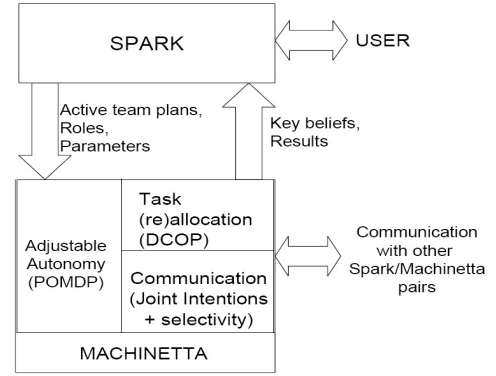 SPARK
USER
Active team plans,
Roles,
Parameters
Key beliefs,
Results
Adjustable
Autonomy
(POMDP)
Task
(re)allocation
(DCOP)
Communication
(Joint Intentions
+ selectivity)
Communication
with other
Spark/Machinetta
pairs
MACHINETTA